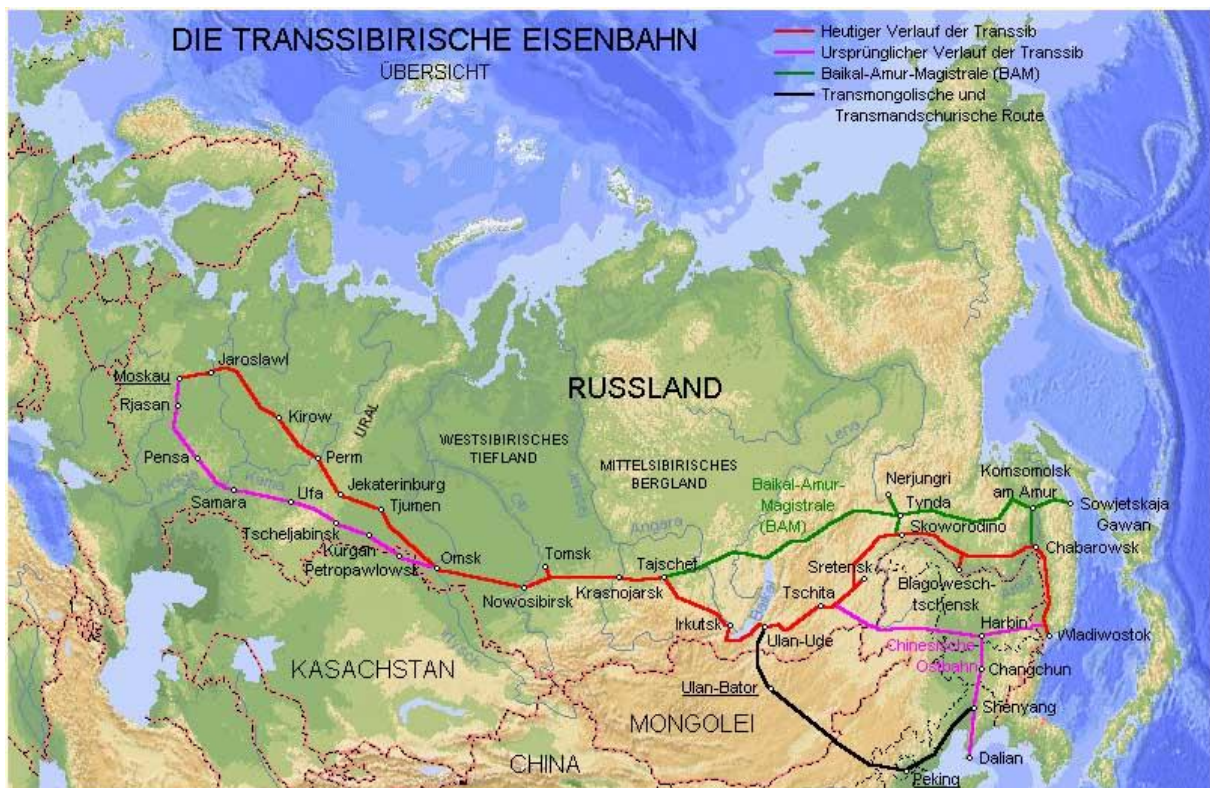 DIE TRANSSIBIRISCHE EISENBAHN
ÜBERSICHT
Heutiger Verlauf der Transsib
Ursprünglicher Verlauf der Transsib
Baikal-Amur-Magistrale (BAM)
Transmongolische und
Transmandschurische Route
Jaroslawl
Moskau
Rjasan
Kirow
URAL
Pensa
Perm
Wolga
Kama
Samara
Ufa
Jekaterinburg
Tjumen
Tscheljabinsk
Kurgan
Petropawlowsk
Omsk
WESTSIBIRISCHES
TIEFLAND
Ob
Jenissej
RUSSLAND
MITTELSIBIRISCHES
BERGLAND
Lena
Angara
Baikal-Amur-
Magistrale
(BAM)
Nerjungri
Tynda
Skoworodino
Komsomolsk
am Amur
Sowjetskaja
Gawan
Chabarowsk
Tomsk
Nowosibirsk
Krasnojarsk
Tajschet
Irkutsk
Baikal
Ulan-Ude
Tschita
Sretensk
Blagowesch-
tschensk
Harbin
Wladiwostok
Chinesische
Ostbahn
Changchun
Shenyang
Dalian
Peking
Ulan-Bator
KASACHSTAN
MONGOLEI
CHINA